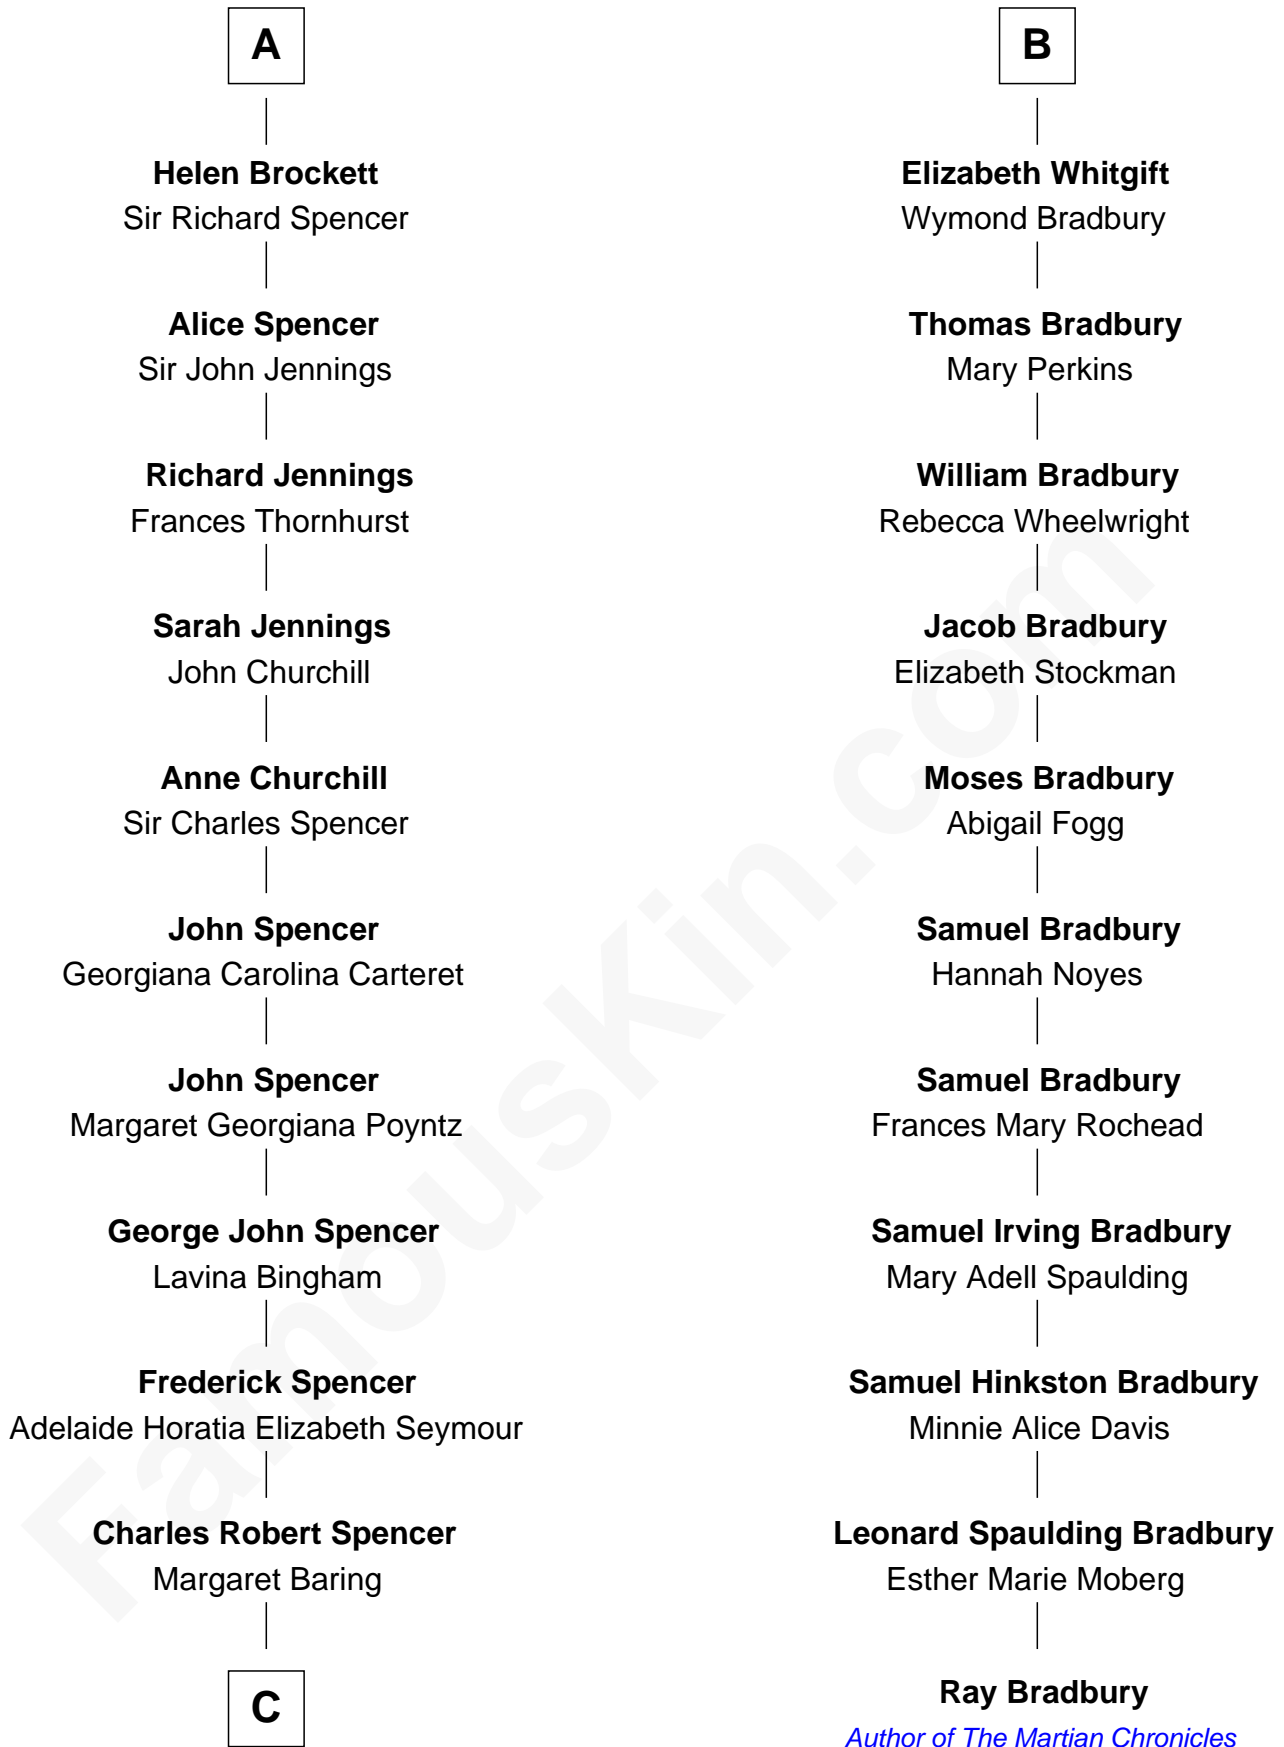 A
Helen Brockett
Sir Richard Spencer
Alice Spencer
Sir John Jennings
Richard Jennings
Frances Thornhurst
Sarah Jennings
John Churchill
Anne Churchill
Sir Charles Spencer
John Spencer
Georgiana Carolina Carteret
John Spencer
Margaret Georgiana Poyntz
George John Spencer
Lavina Bingham
Frederick Spencer
Adelaide Horatia Elizabeth Seymour
Charles Robert Spencer
Margaret Baring
C
B
Elizabeth Whitgift
Wymond Bradbury
Thomas Bradbury
Mary Perkins
William Bradbury
Rebecca Wheelwright
Jacob Bradbury
Elizabeth Stockman
Moses Bradbury
Abigail Fogg
Samuel Bradbury
Hannah Noyes
Samuel Bradbury
Frances Mary Rochead
Samuel Irving Bradbury
Mary Adell Spaulding
Samuel Hinkston Bradbury
Minnie Alice Davis
Leonard Spaulding Bradbury
Esther Marie Moberg
Ray Bradbury
Author of The Martian Chronicles
FamousKin.com